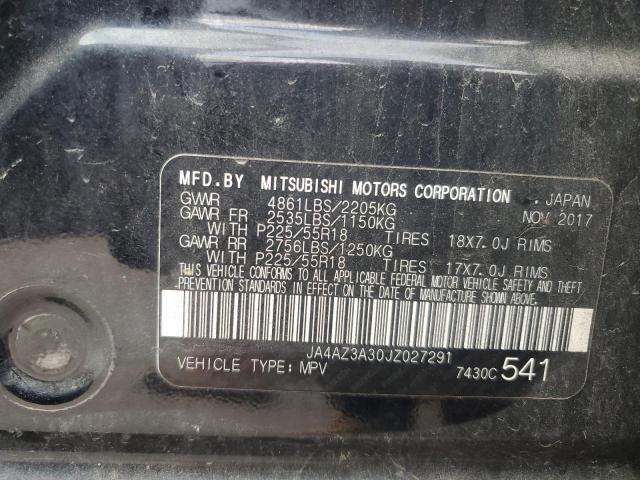 MFD.BY MITSUBISHI MOTORS CORPORATION . JAPAN
GVWR 4861LBS/2205KG NOV 2017
GAWR FR 2535LBS/1150KG
WITH P225/55R18 TIRES 18X7.0J RIMS
GAWR RR 2756LBS/1250KG
WITH P225/55R18 TIRES 17X7.0J RIMS
THIS VEHICLE CONFORMS TO ALL APPLICABLE FEDERAL MOTOR VEHICLE SAFETY AND THEFT
PREVENTION STANDARDS IN EFFECT ON THE DATE OF MANUFACTURE SHOWN ABOVE.
JA4AZ3A30JZ027291
VEHICLE TYPE: MPV 7430C 541